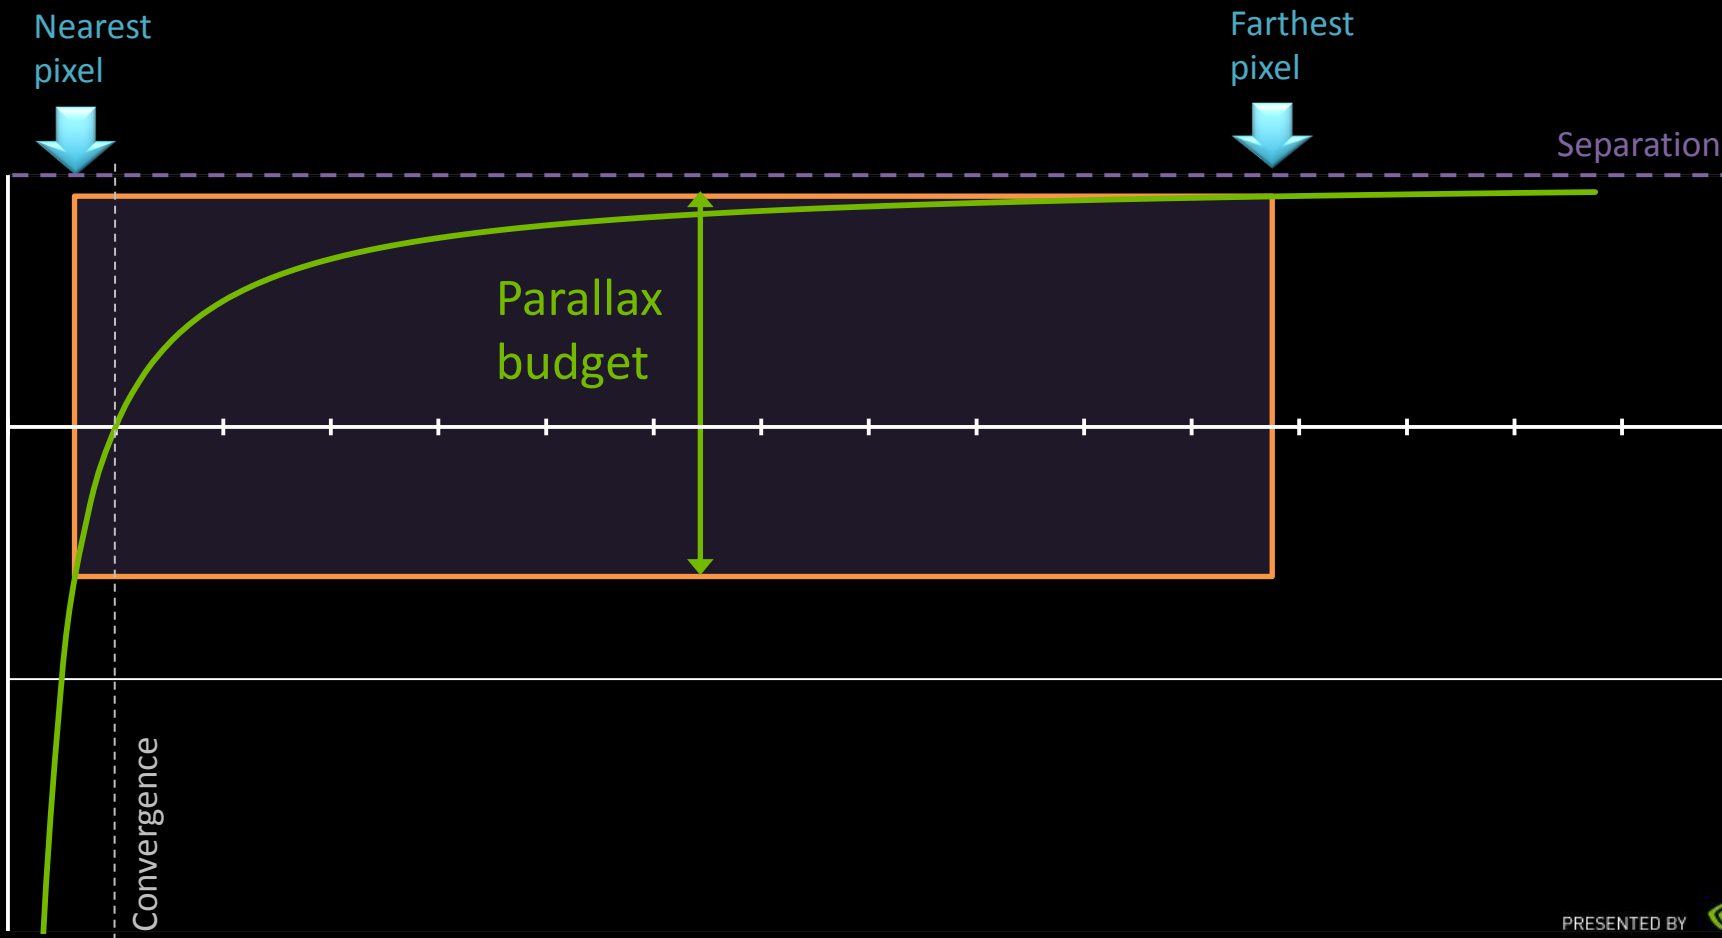 Nearest
pixel
Farthest
pixel
Separation
Parallax
budget
Convergence
PRESENTED BY